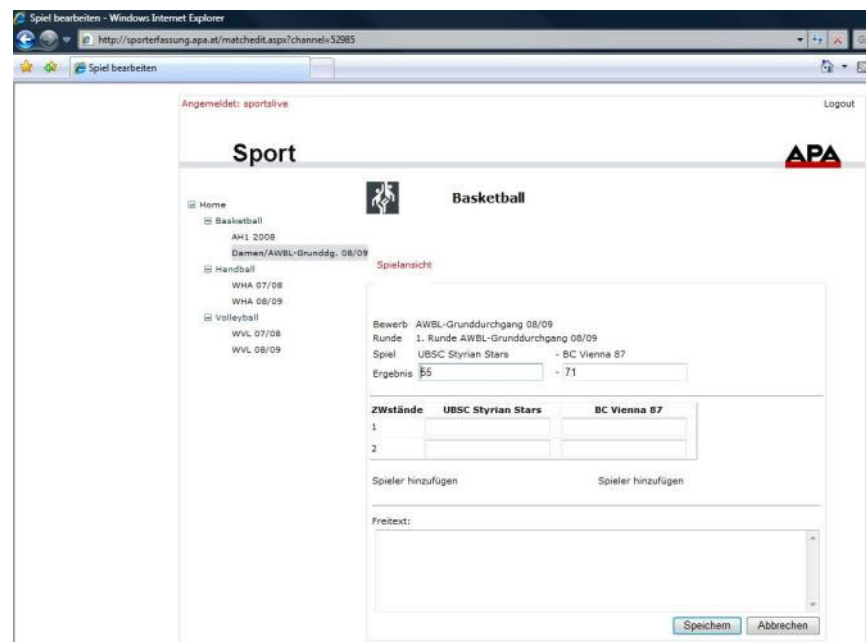 Spiel bearbeiten - Windows Internet Explorer
http://sporterfassung.apa.at/matchedit.aspx?channel=52985
Spiel bearbeiten
Angemeldet: sportslive Logout
Sport APA
Home
Basketball
AH1 2008
Damen/AWBL-Grunddg. 08/09
Handball
WHA 07/08
WHA 08/09
Volleyball
WVL 07/08
WVL 08/09
Basketball
Spielansicht
Bewerb AWBL-Grunddurchgang 08/09
Runde 1. Runde AWBL-Grunddurchgang 08/09
Spiel UBSC Styrian Stars - BC Vienna 87
Ergebnis 55 - 71
ZWstände UBSC Styrian Stars BC Vienna 87
1
2
Spieler hinzufügen Spieler hinzufügen
Freitext:
Speichern Abbrechen